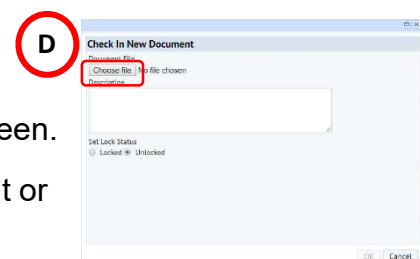 D
Check In New Document
Document File
Choose file No file chosen
Description
een.
Set Lock Status
Locked Unlocked
t or
OK Cancel